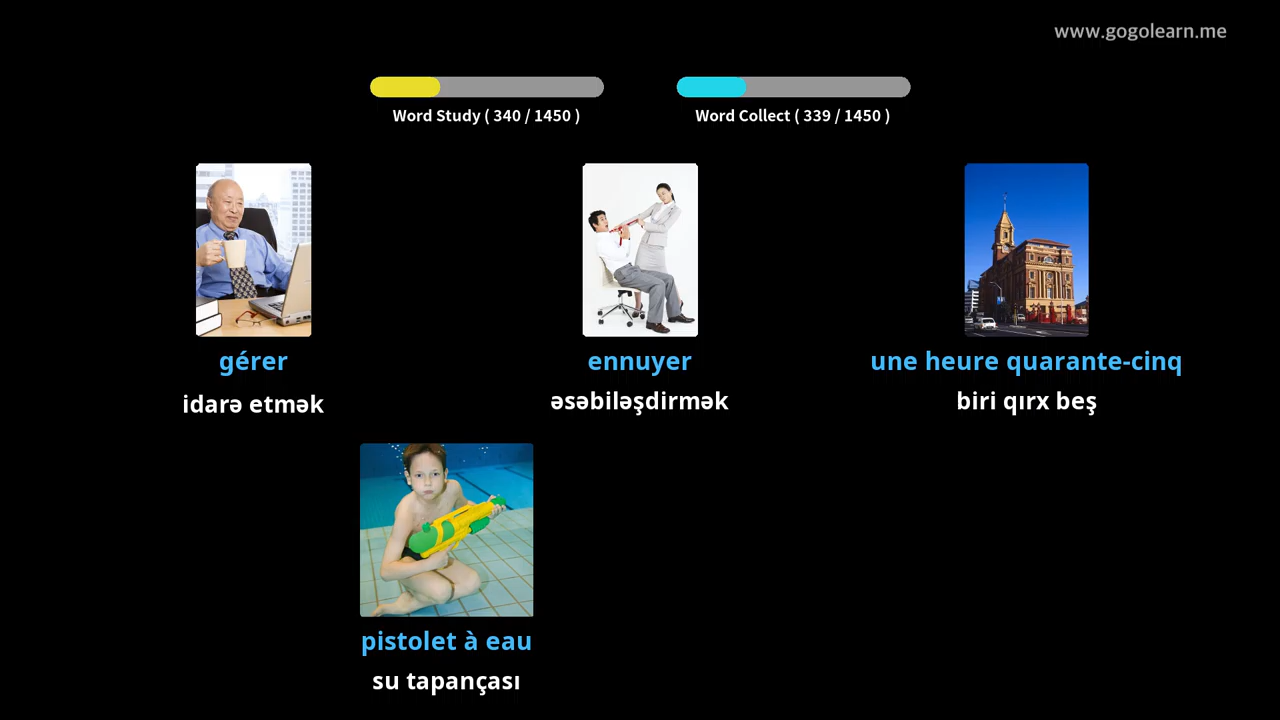 www.gogolearn.me
Word Study ( 340 / 1450 )
Word Collect ( 339 / 1450 )
gérer
idarə etmək
ennuyer
əsəbiləşdirmək
une heure quarante-cinq
biri qırx beş
pistolet à eau
su tapançası